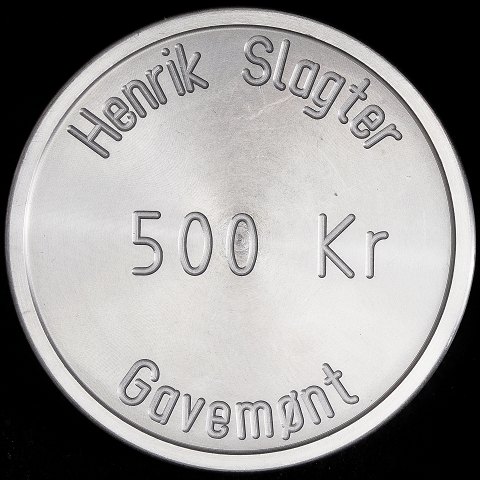 Henrik Slagter
500 Kr
Gavemønt